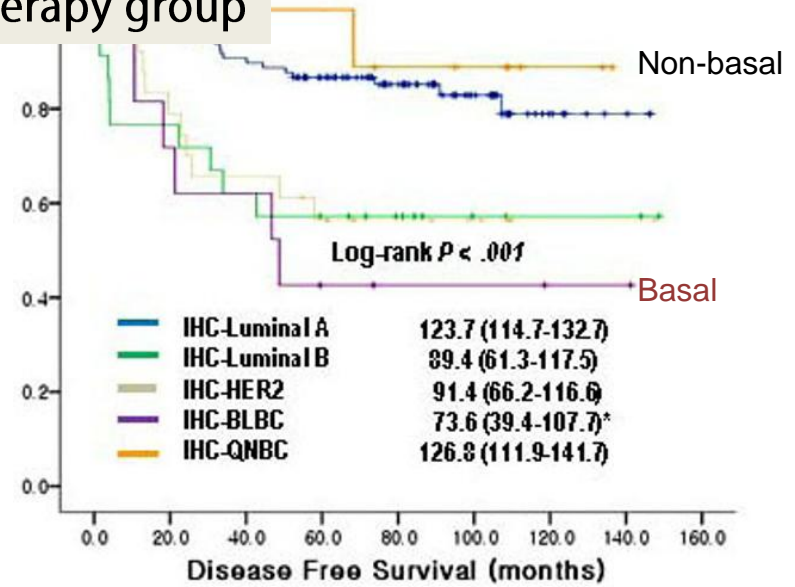 erapy group
Non-basal
0.8
0.6
Log-rank P < .001
0.4
Basal
IHC-Luminal A 123.7 (114.7-132.7)
IHC-Luminal B 89.4 (61.3-117.5)
IHC-HER2 91.4 (66.2-116.6)
0.2
IHC-BLBC 73.6 (39.4-107.7)*
IHC-QNBC 126.8 (111.9-141.7)
0.0
0.0 20.0 40.0 60.0 80.0 100.0 120.0 140.0 160.0
Disease Free Survival (months)